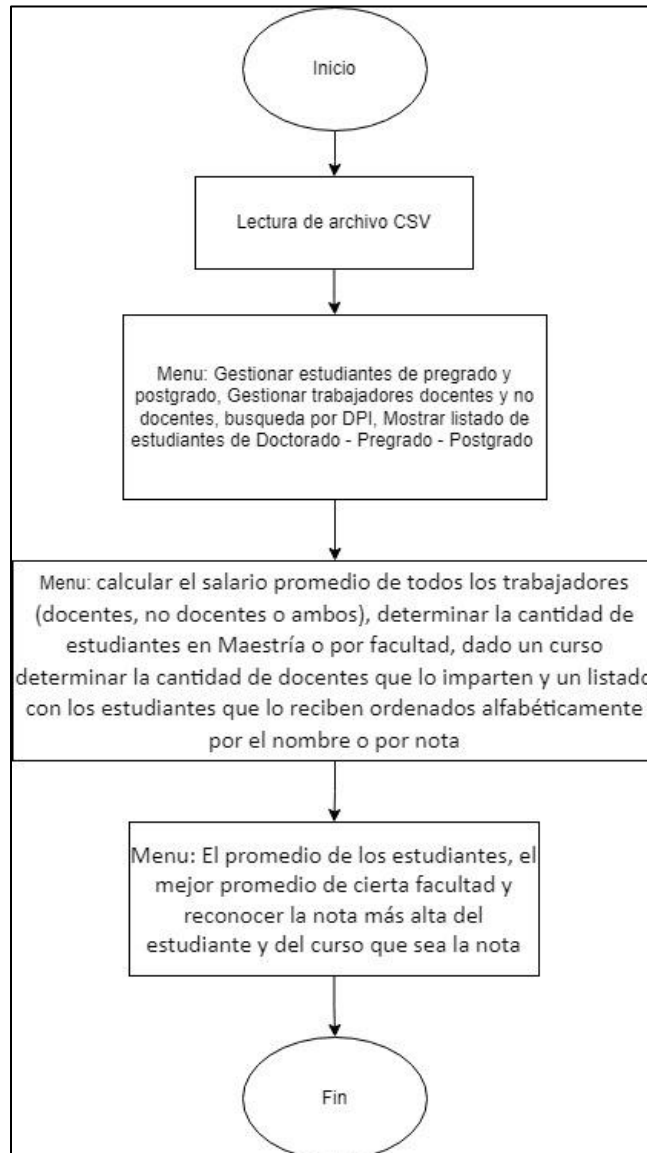 Inicio
Lectura de archivo CSV
Menu: Gestionar estudiantes de pregrado y
postgrado, Gestionar trabajadores docentes y no
docentes, busqueda por DPI, Mostrar listado de
estudiantes de Doctorado - Pregrado - Postgrado
Menu: calcular el salario promedio de todos los trabajadores
(docentes, no docentes o ambos), determinar la cantidad de
estudiantes en Maestría o por facultad, dado un curso
determinar la cantidad de docentes que lo imparten y un listado
con los estudiantes que lo reciben ordenados alfabéticamente
por el nombre o por nota
Menu: El promedio de los estudiantes, el
mejor promedio de cierta facultad y
reconocer la nota más alta del
estudiante y del curso que sea la nota
Fin